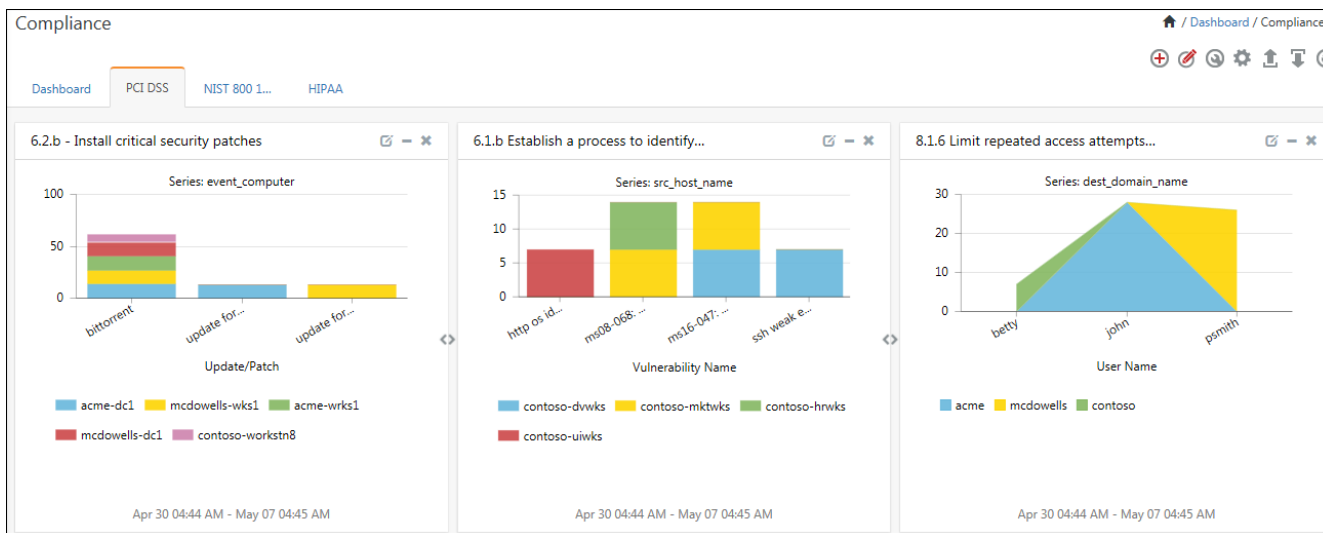 Compliance
/ Dashboard / Compliance
Dashboard PCI DSS NIST 800 1... HIPAA
6.2.b - Install critical security patches
Series: event_computer
100
50
0
bittorrent
update for...
update for...
Update/Patch
acme-dc1 mcdowells-wks1 acme-wrks1
mcdowells-dc1 contoso-workstn8
Apr 30 04:44 AM - May 07 04:45 AM
6.1.b Establish a process to identify...
Series: src_host_name
15
10
5
0
http os id...
ms08-068: ...
ms16-047: ...
ssh weak e...
Vulnerability Name
contoso-dvwks contoso-mktwks contoso-hrwks
contoso-uiwks
Apr 30 04:44 AM - May 07 04:45 AM
8.1.6 Limit repeated access attempts...
Series: dest_domain_name
30
20
10
0
betty
john
psmith
User Name
acme mcdowells contoso
Apr 30 04:44 AM - May 07 04:45 AM